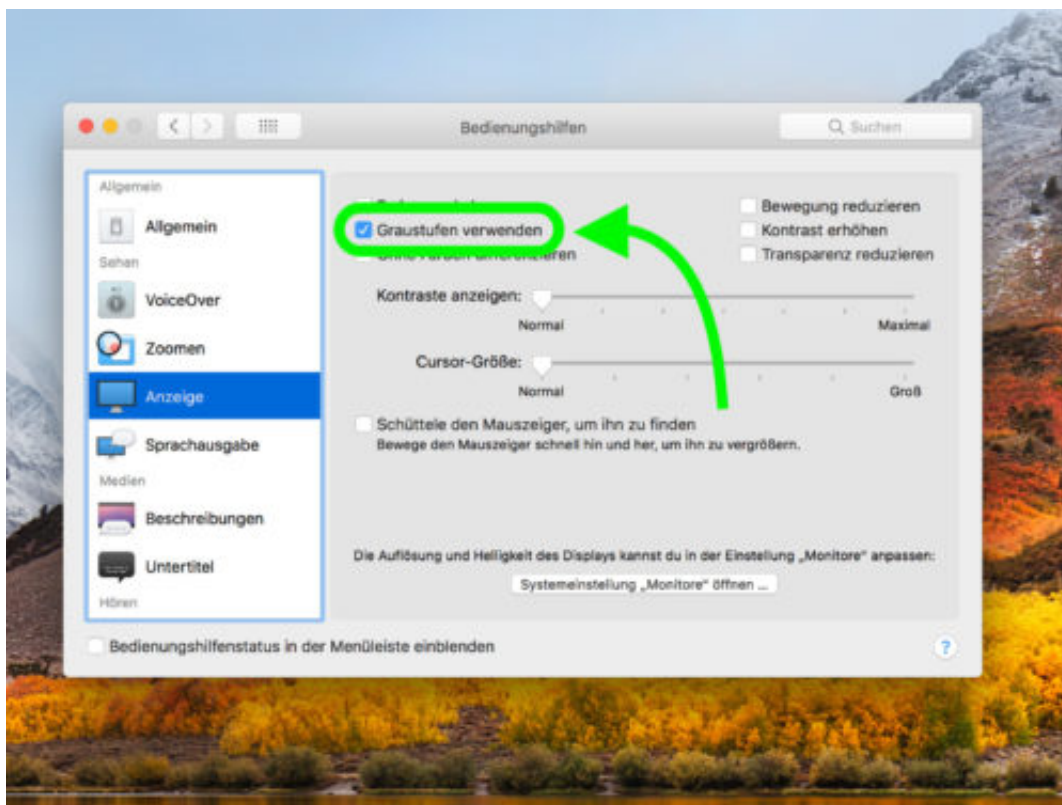 Bedienungshilfen
Suchen
Allgemein
Allgemein
Sehen
VoiceOver
Zoomen
Anzeige
Sprachausgabe
Medien
Beschreibungen
Untertitel
Hören
Graustufen verwenden
Bewegung reduzieren
Kontrast erhöhen
Transparenz reduzieren
Kontraste anzeigen:
Normal Maximal
Cursor-Größe:
Normal Groß
Schüttele den Mauszeiger, um ihn zu finden
Bewege den Mauszeiger schnell hin und her, um ihn zu vergrößern.
Die Auflösung und Helligkeit des Displays kannst du in der Einstellung „Monitore“ anpassen:
Systemeinstellung „Monitore“ öffnen ...
Bedienungshilfenstatus in der Menüleiste einblenden
?